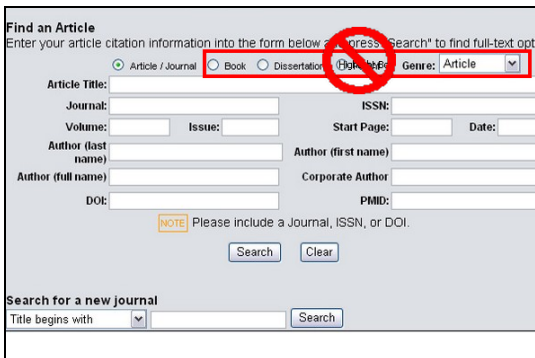 Find an Article
Enter your article citation information into the form below a press "Search" to find full-text opt
Article / Journal Book Dissertation Genre: Article
Article Title:
Journal: ISSN:
Volume: Issue: Start Page: Date:
Author (last name) Author (first name)
Author (full name) Corporate Author
DOI: PMID:
NOTE Please include a Journal, ISSN, or DOI.
Search Clear
Search for a new journal
Title begins with Search